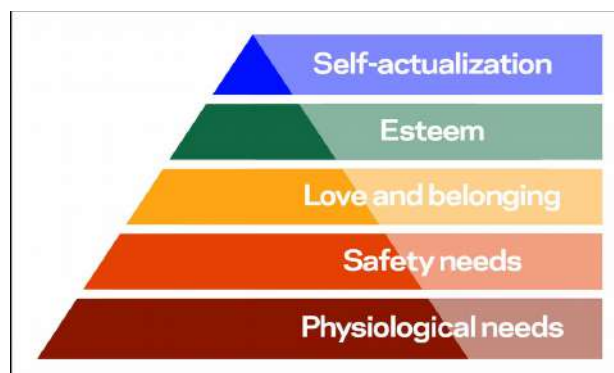 Self-actualization
Esteem
Love and belonging
Safety needs
Physiological needs